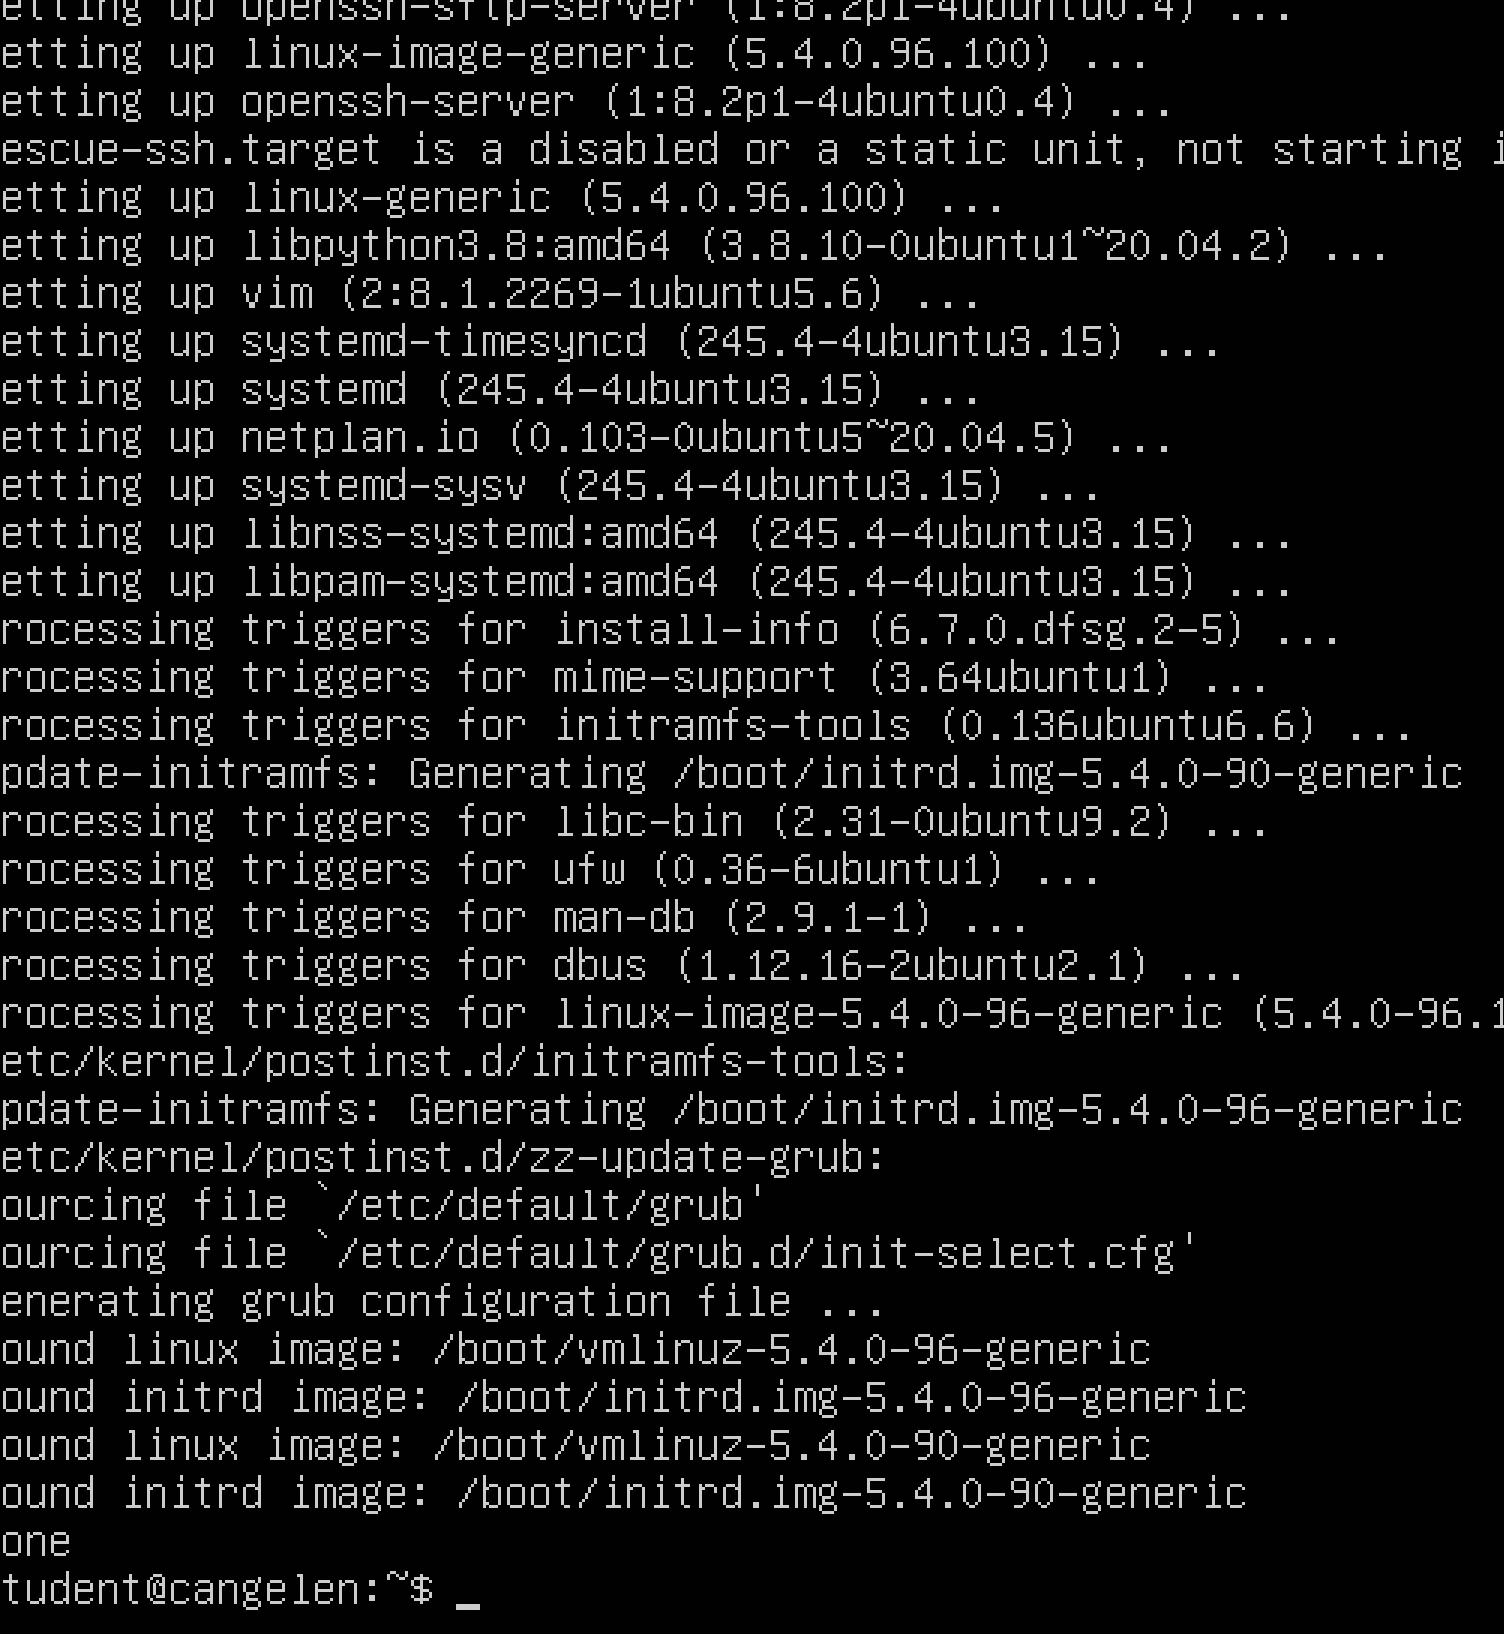 etting up openssh-sftp-server (1:8.2p1-4ubuntu0.4) ...
etting up linux-image-generic (5.4.0.96.100) ...
etting up openssh-server (1:8.2p1-4ubuntu0.4) ...
escue-ssh.target is a disabled or a static unit, not starting i
etting up linux-generic (5.4.0.96.100) ...
etting up libpython3.8:amd64 (3.8.10-0ubuntu1~20.04.2) ...
etting up vim (2:8.1.2269-1ubuntu5.6) ...
etting up systemd-timesyncd (245.4-4ubuntu3.15) ...
etting up systemd (245.4-4ubuntu3.15) ...
etting up netplan.io (0.103-0ubuntu5~20.04.5) ...
etting up systemd-sysv (245.4-4ubuntu3.15) ...
etting up libnss-systemd:amd64 (245.4-4ubuntu3.15) ...
etting up libpam-systemd:amd64 (245.4-4ubuntu3.15) ...
rocessing triggers for install-info (6.7.0.dfsg.2-5) ...
rocessing triggers for mime-support (3.64ubuntu1) ...
rocessing triggers for initramfs-tools (0.136ubuntu6.6) ...
pdate-initramfs: Generating /boot/initrd.img-5.4.0-90-generic
rocessing triggers for libc-bin (2.31-0ubuntu9.2) ...
rocessing triggers for ufw (0.36-6ubuntu1) ...
rocessing triggers for man-db (2.9.1-1) ...
rocessing triggers for dbus (1.12.16-2ubuntu2.1) ...
rocessing triggers for linux-image-5.4.0-96-generic (5.4.0-96.1
etc/kernel/postinst.d/initramfs-tools:
pdate-initramfs: Generating /boot/initrd.img-5.4.0-96-generic
etc/kernel/postinst.d/zz-update-grub:
ourcing file `/etc/default/grub'
ourcing file `/etc/default/grub.d/init-select.cfg'
enerating grub configuration file ...
ound linux image: /boot/vmlinuz-5.4.0-96-generic
ound initrd image: /boot/initrd.img-5.4.0-96-generic
ound linux image: /boot/vmlinuz-5.4.0-90-generic
ound initrd image: /boot/initrd.img-5.4.0-90-generic
one
tudent@cangelen:~$ _